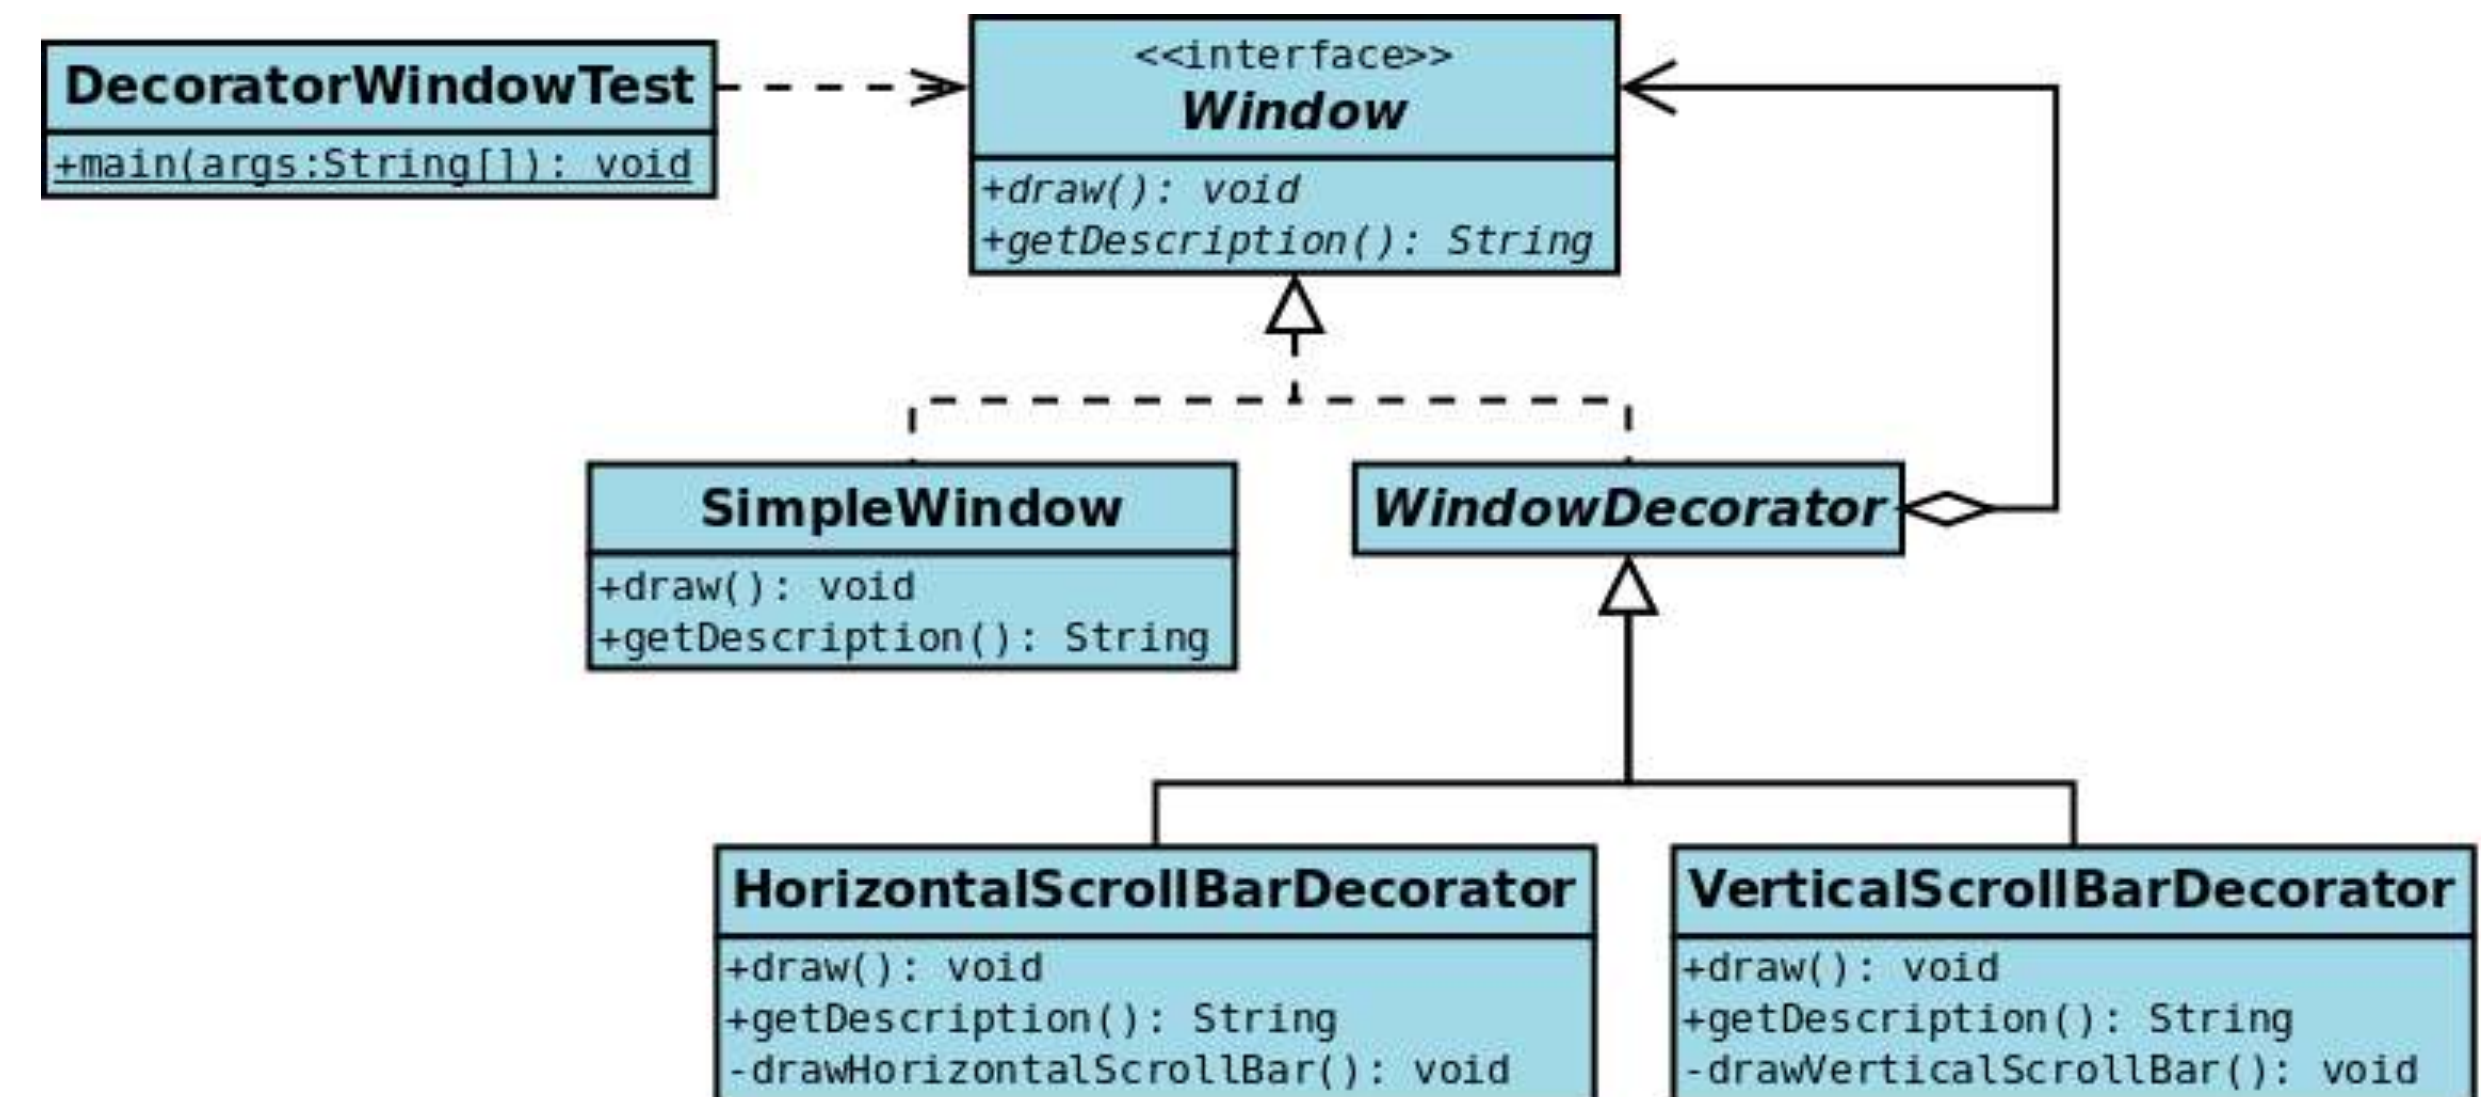 DecoratorWindowTest
+main(args:String[]): void
<<interface>>
Window
+draw(): void
+getDescription(): String
SimpleWindow
+draw(): void
+getDescription(): String
WindowDecorator
HorizontalScrollBarDecorator
+draw(): void
+getDescription(): String
-drawHorizontalScrollBar(): void
VerticalScrollBarDecorator
+draw(): void
+getDescription(): String
-drawVerticalScrollBar(): void